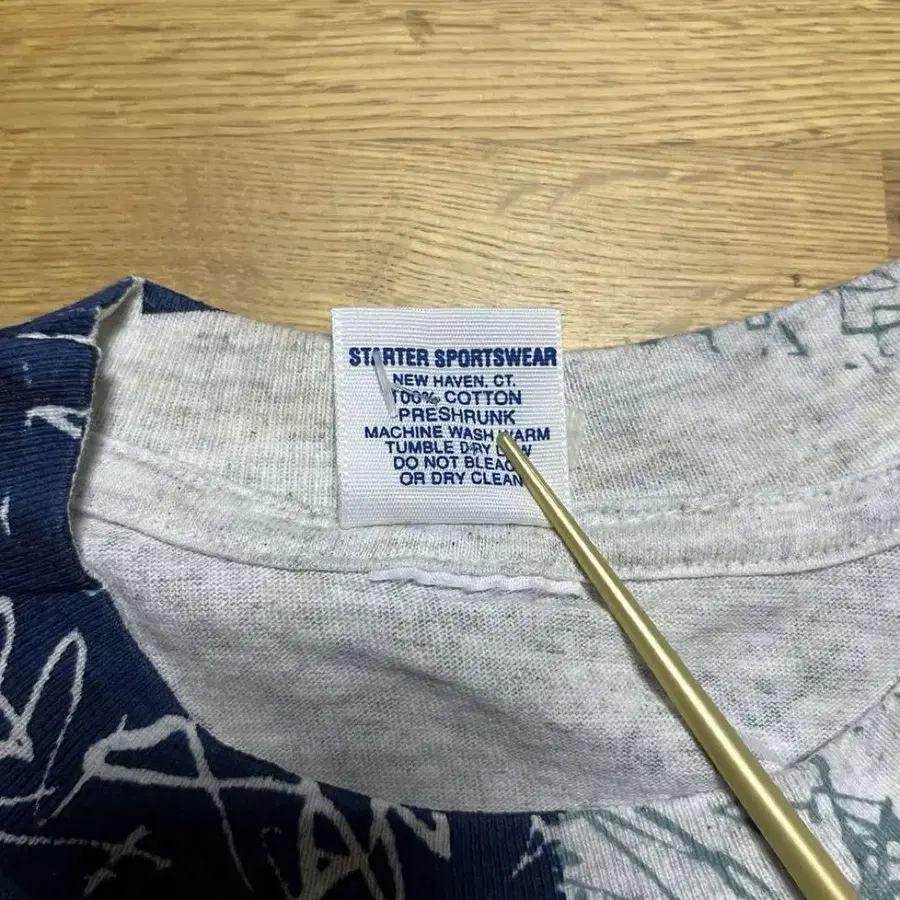 STARTER SPORTSWEAR
NEW HAVEN, CT.
100% COTTON
PRESHRUNK
MACHINE WASH WARM
TUMBLE DRY LOW
DO NOT BLEACH
OR DRY CLEAN